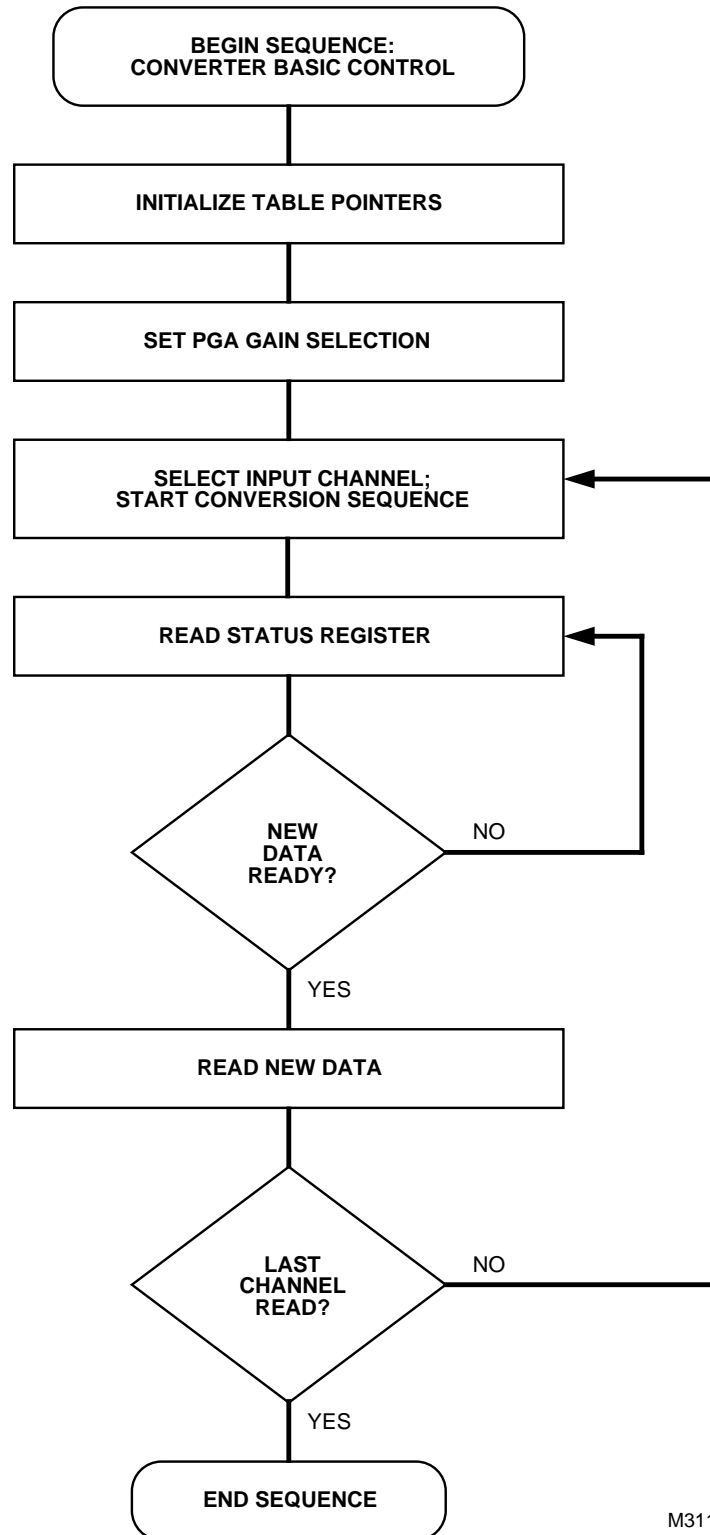 BEGIN SEQUENCE:
CONVERTER BASIC CONTROL
INITIALIZE TABLE POINTERS
SET PGA GAIN SELECTION
SELECT INPUT CHANNEL;
START CONVERSION SEQUENCE
READ STATUS REGISTER
NEW
DATA
READY?
NO
YES
READ NEW DATA
LAST
CHANNEL
READ?
NO
YES
END SEQUENCE
M311